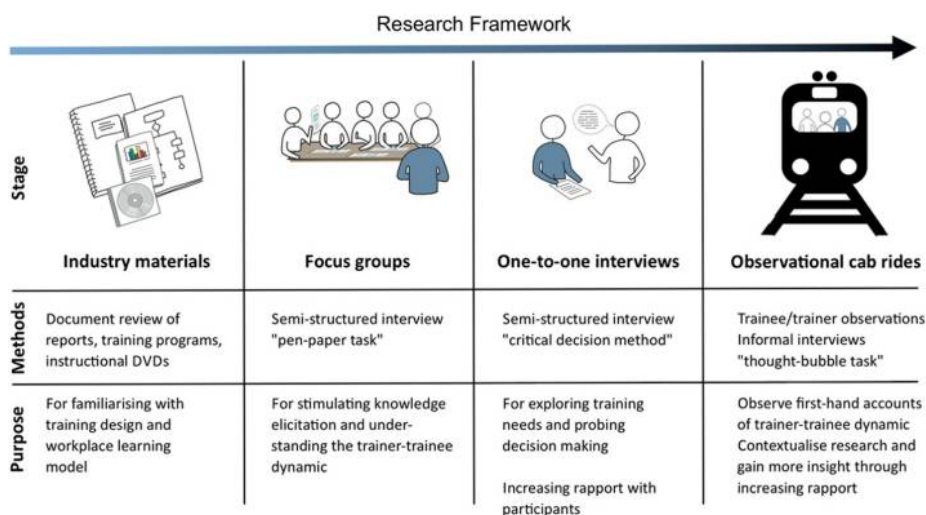 Research Framework
Stage
Industry materials
Focus groups
One-to-one interviews
Observational cab rides
Methods
Document review of
reports, training programs,
instructional DVDs
Semi-structured interview
"pen-paper task"
Semi-structured interview
"critical decision method"
Trainee/trainer observations
Informal interviews
"thought-bubble task"
Purpose
For familiarising with
training design and
workplace learning
model
For stimulating knowledge
elicitation and under-
standing the trainer-trainee
dynamic
For exploring training
needs and probing
decision making
Increasing rapport with
participants
Observe first-hand accounts
of trainer-trainee dynamic
Contextualise research and
gain more insight through
increasing rapport